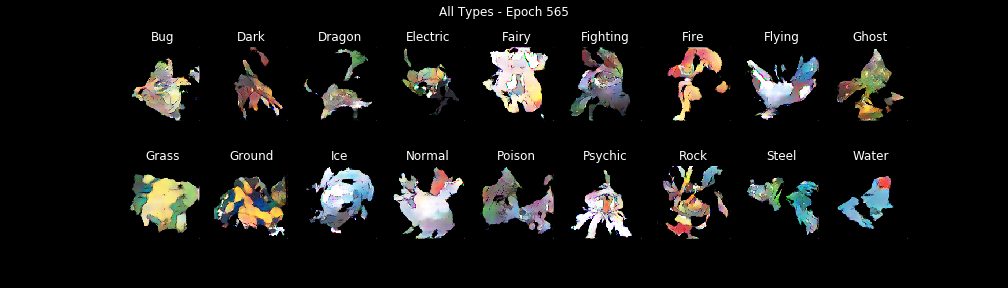 All Types - Epoch 565
Bug Dark Dragon Electric Fairy Fighting Fire Flying Ghost
Grass Ground Ice Normal Poison Psychic Rock Steel Water